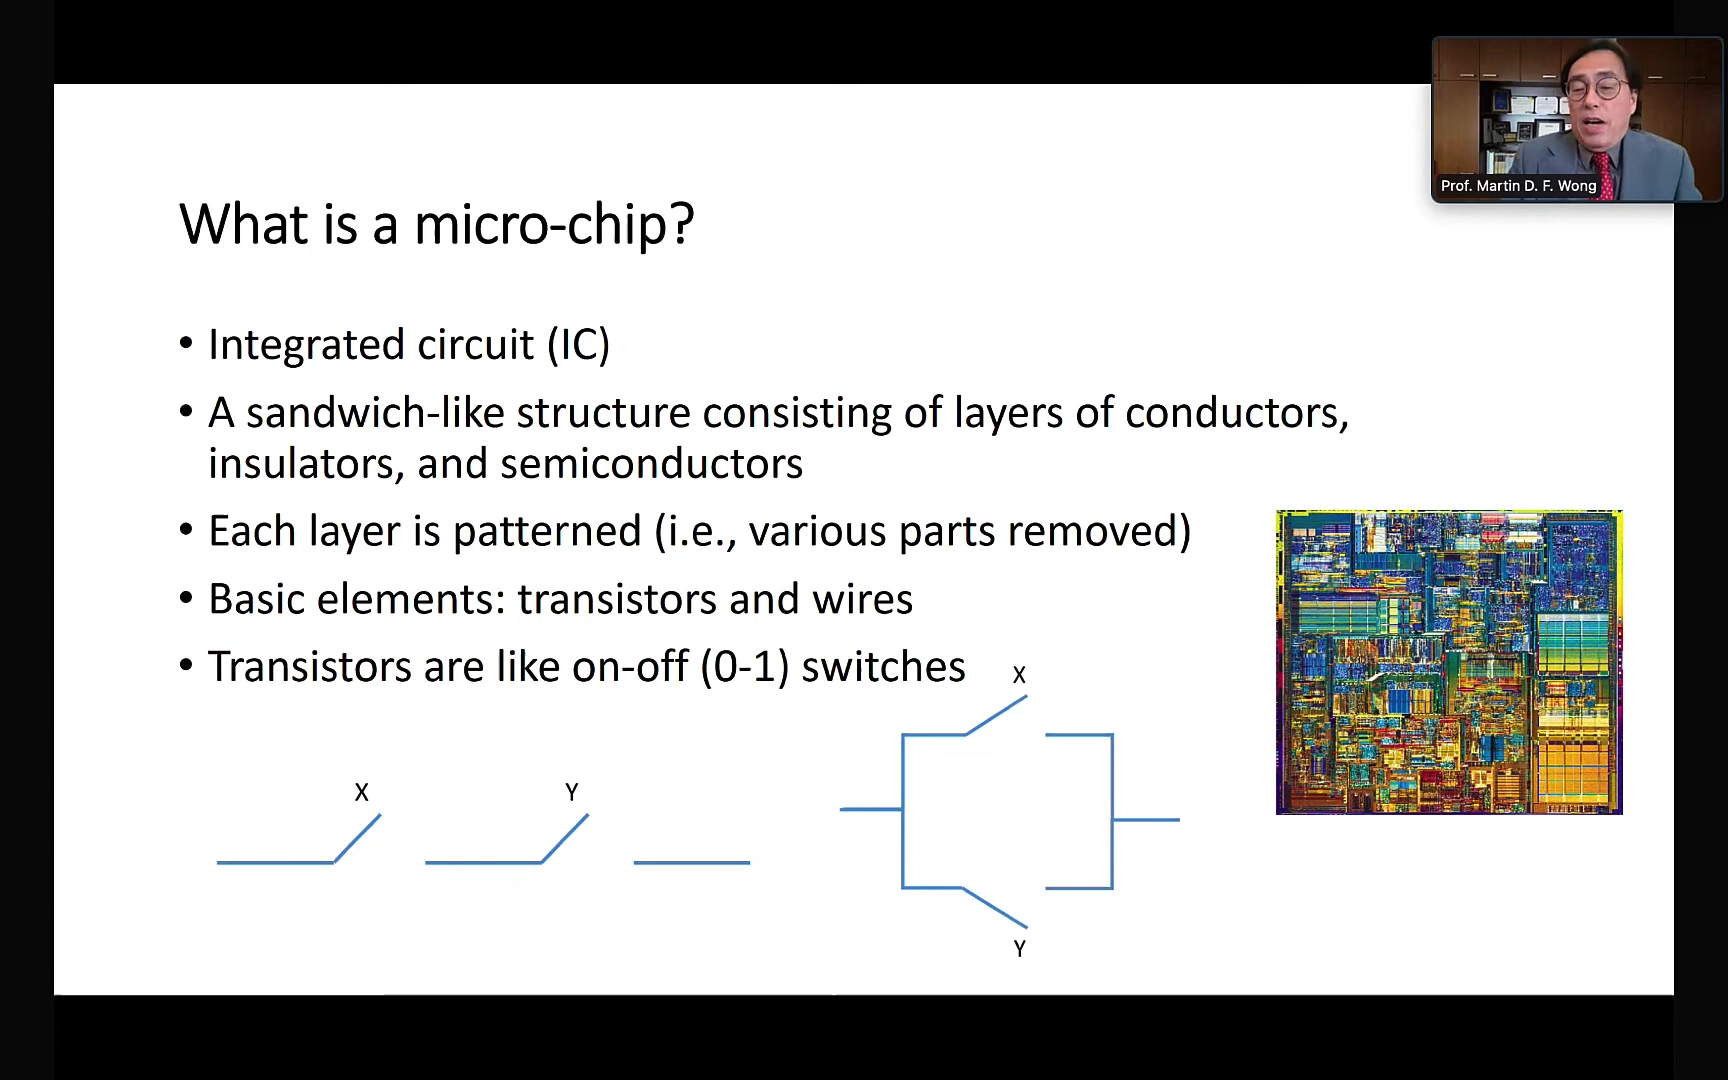 Prof. Martin D. F. Wong
What is a micro-chip?
• Integrated circuit (IC)
• A sandwich-like structure consisting of layers of conductors,
insulators, and semiconductors
• Each layer is patterned (i.e., various parts removed)
• Basic elements: transistors and wires
• Transistors are like on-off (0-1) switches
X
X
Y
Y